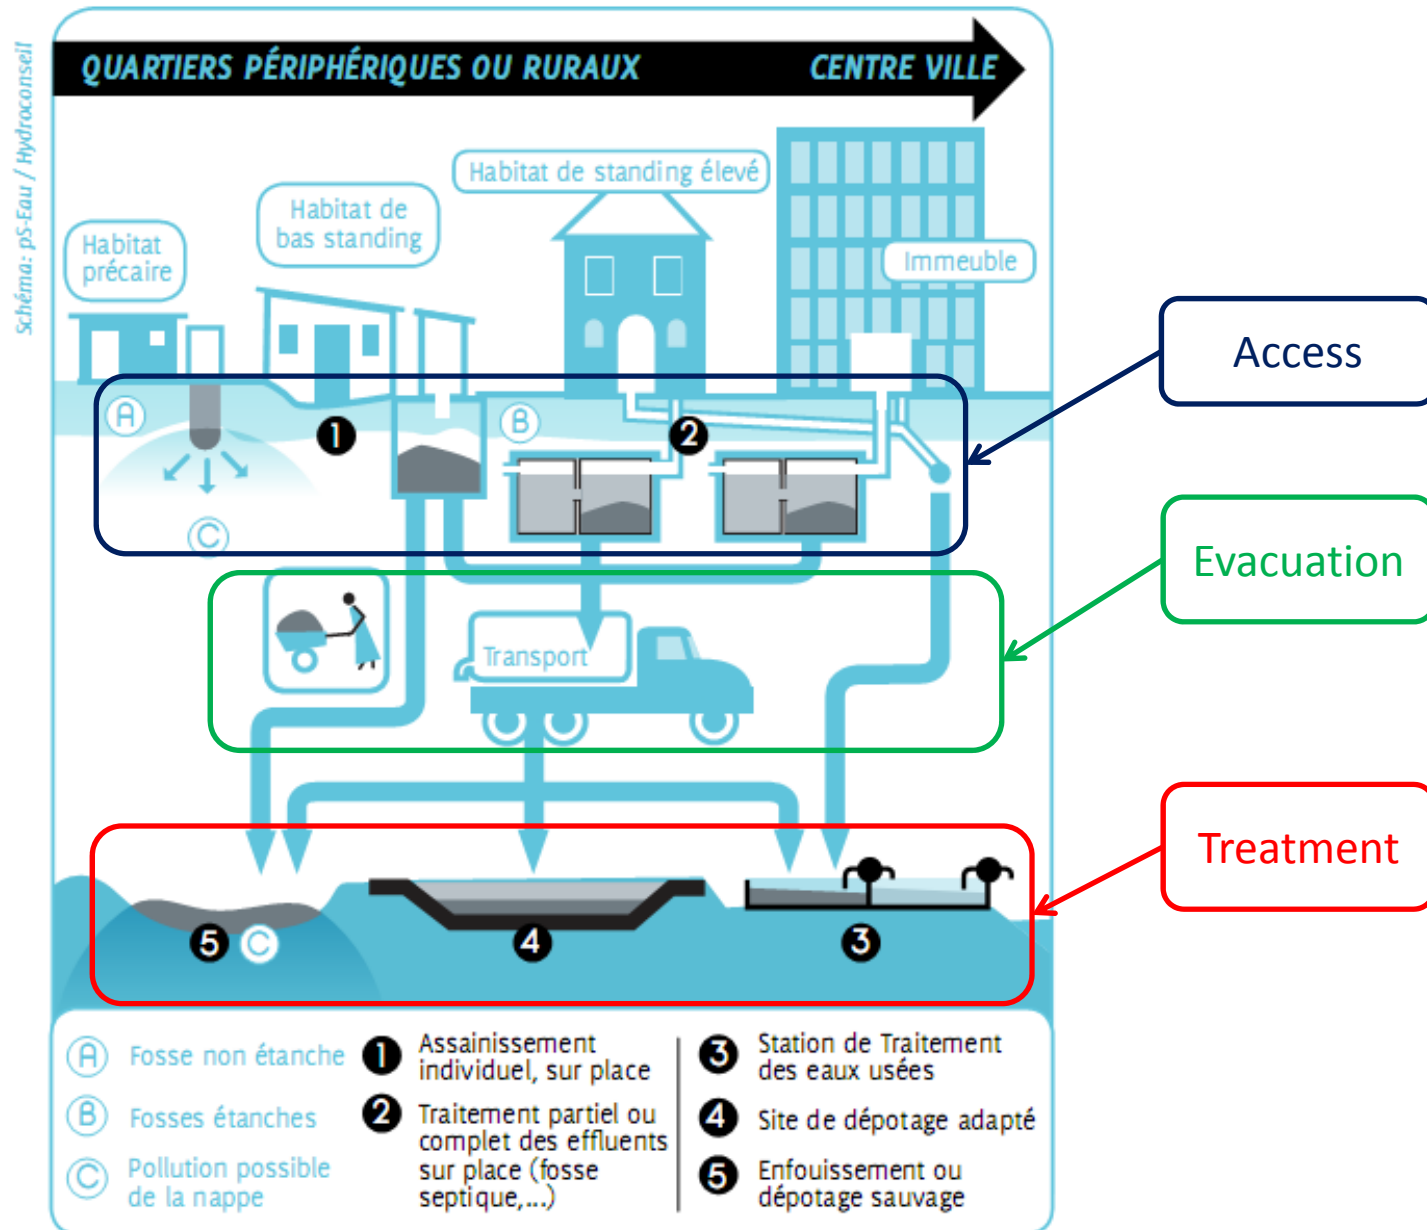 Schéma: pS-Eau / Hydroconseil
QUARTIERS PÉRIPHÉRIQUES OU RURAUX
CENTRE VILLE
Habitat
précaire
Habitat de
bas standing
Habitat de standing élevé
Immeuble
A
1
B
2
C
Transport
5
C
4
3
Access
Evacuation
Treatment
A Fosse non étanche
B Fosses étanches
C Pollution possible
de la nappe
1 Assainissement
individuel, sur place
2 Traitement partiel ou
complet des effluents
sur place (fosse
septique,...)
3 Station de Traitement
des eaux usées
4 Site de dépotage adapté
5 Enfouissement ou
dépotage sauvage